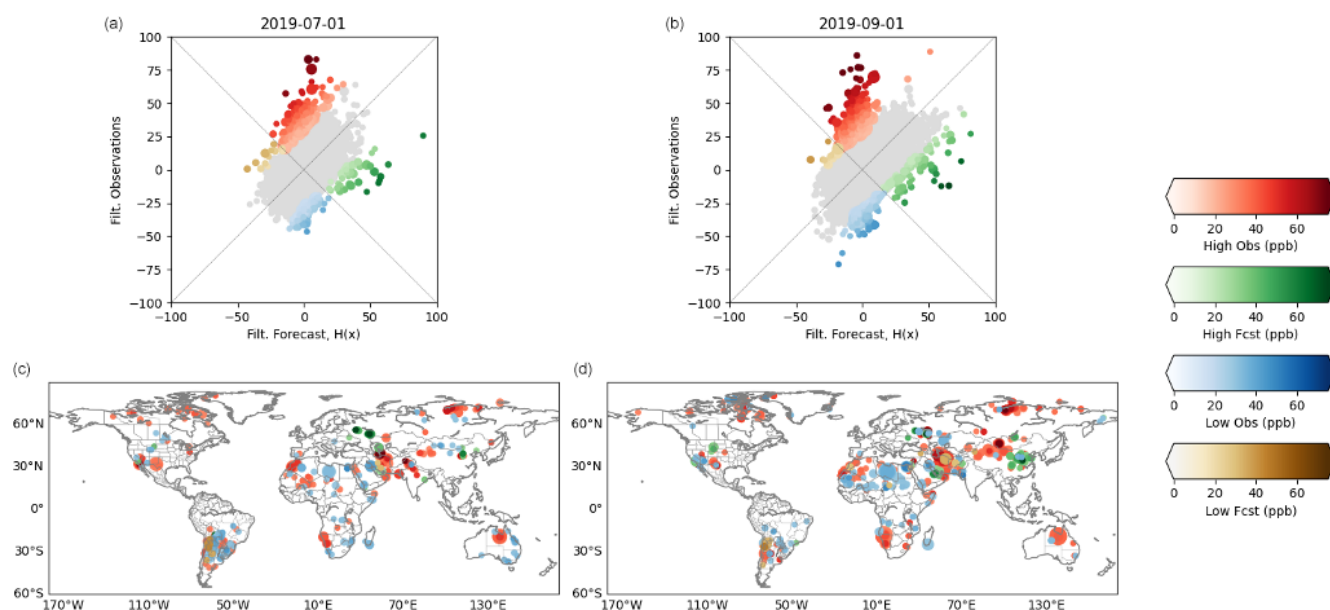 (a) 2019-07-01
100
75
50
25
0
−25
−50
−75
−100
Filt. Observations
−100 −50 0 50 100
Filt. Forecast, H(x)
(b) 2019-09-01
100
75
50
25
0
−25
−50
−75
−100
Filt. Observations
−100 −50 0 50 100
Filt. Forecast, H(x)
0 20 40 60
High Obs (ppb)
0 20 40 60
High Fcst (ppb)
0 20 40 60
Low Obs (ppb)
0 20 40 60
Low Fcst (ppb)
(c)
60°N
30°N
0°
30°S
60°S
170°W 110°W 50°W 10°E 70°E 130°E
(d)
60°N
30°N
0°
30°S
60°S
170°W 110°W 50°W 10°E 70°E 130°E